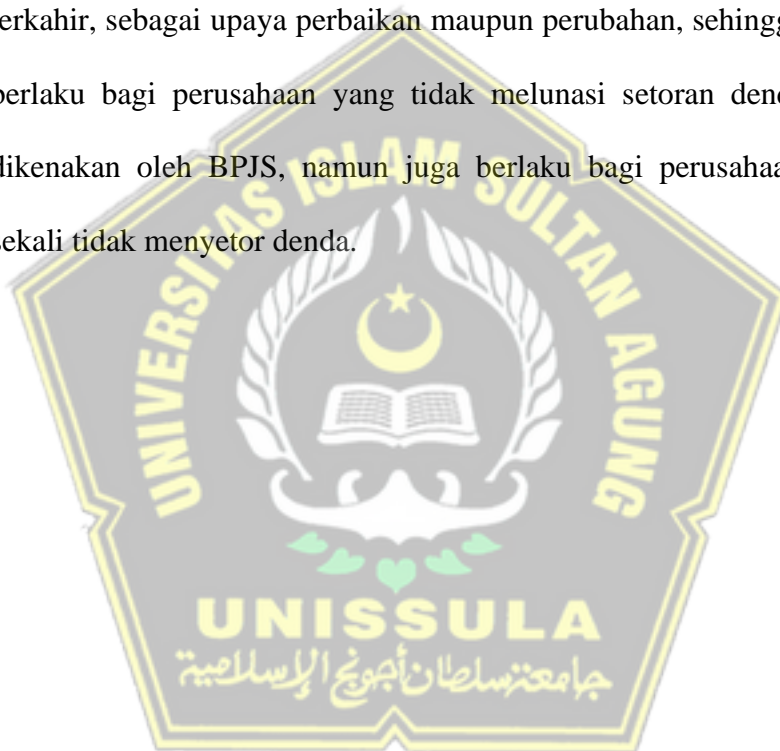 erkahir, sebagai upaya perbaikan maupun perubahan, sehingg
berlaku bagi perusahaan yang tidak melunasi setoran dend
dikenakan oleh BPJS, namun juga berlaku bagi perusahaa
sekali tidak menyetor denda.
UNIVERSITAS ISLAM SULTAN AGUNG
UNISSULA
جامعة سلطان أجونج الإسلامية